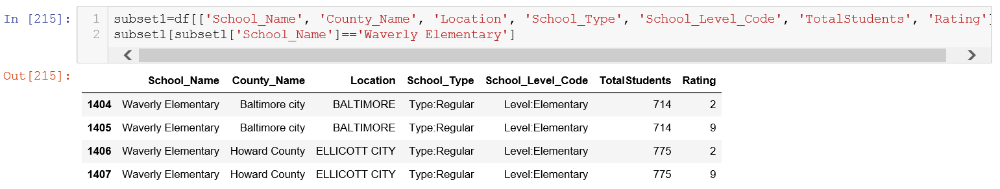 In [215]: 1 subset1=df[['School_Name', 'County_Name', 'Location', 'School_Type', 'School_Level_Code', 'TotalStudents', 'Rating']
2 subset1[subset1['School_Name']=='Waverly Elementary']
Out[215]:
School_Name County_Name Location School_Type School_Level_Code TotalStudents Rating
1404 Waverly Elementary Baltimore city BALTIMORE Type:Regular Level:Elementary 714 2
1405 Waverly Elementary Baltimore city BALTIMORE Type:Regular Level:Elementary 714 9
1406 Waverly Elementary Howard County ELLICOTT CITY Type:Regular Level:Elementary 775 2
1407 Waverly Elementary Howard County ELLICOTT CITY Type:Regular Level:Elementary 775 9